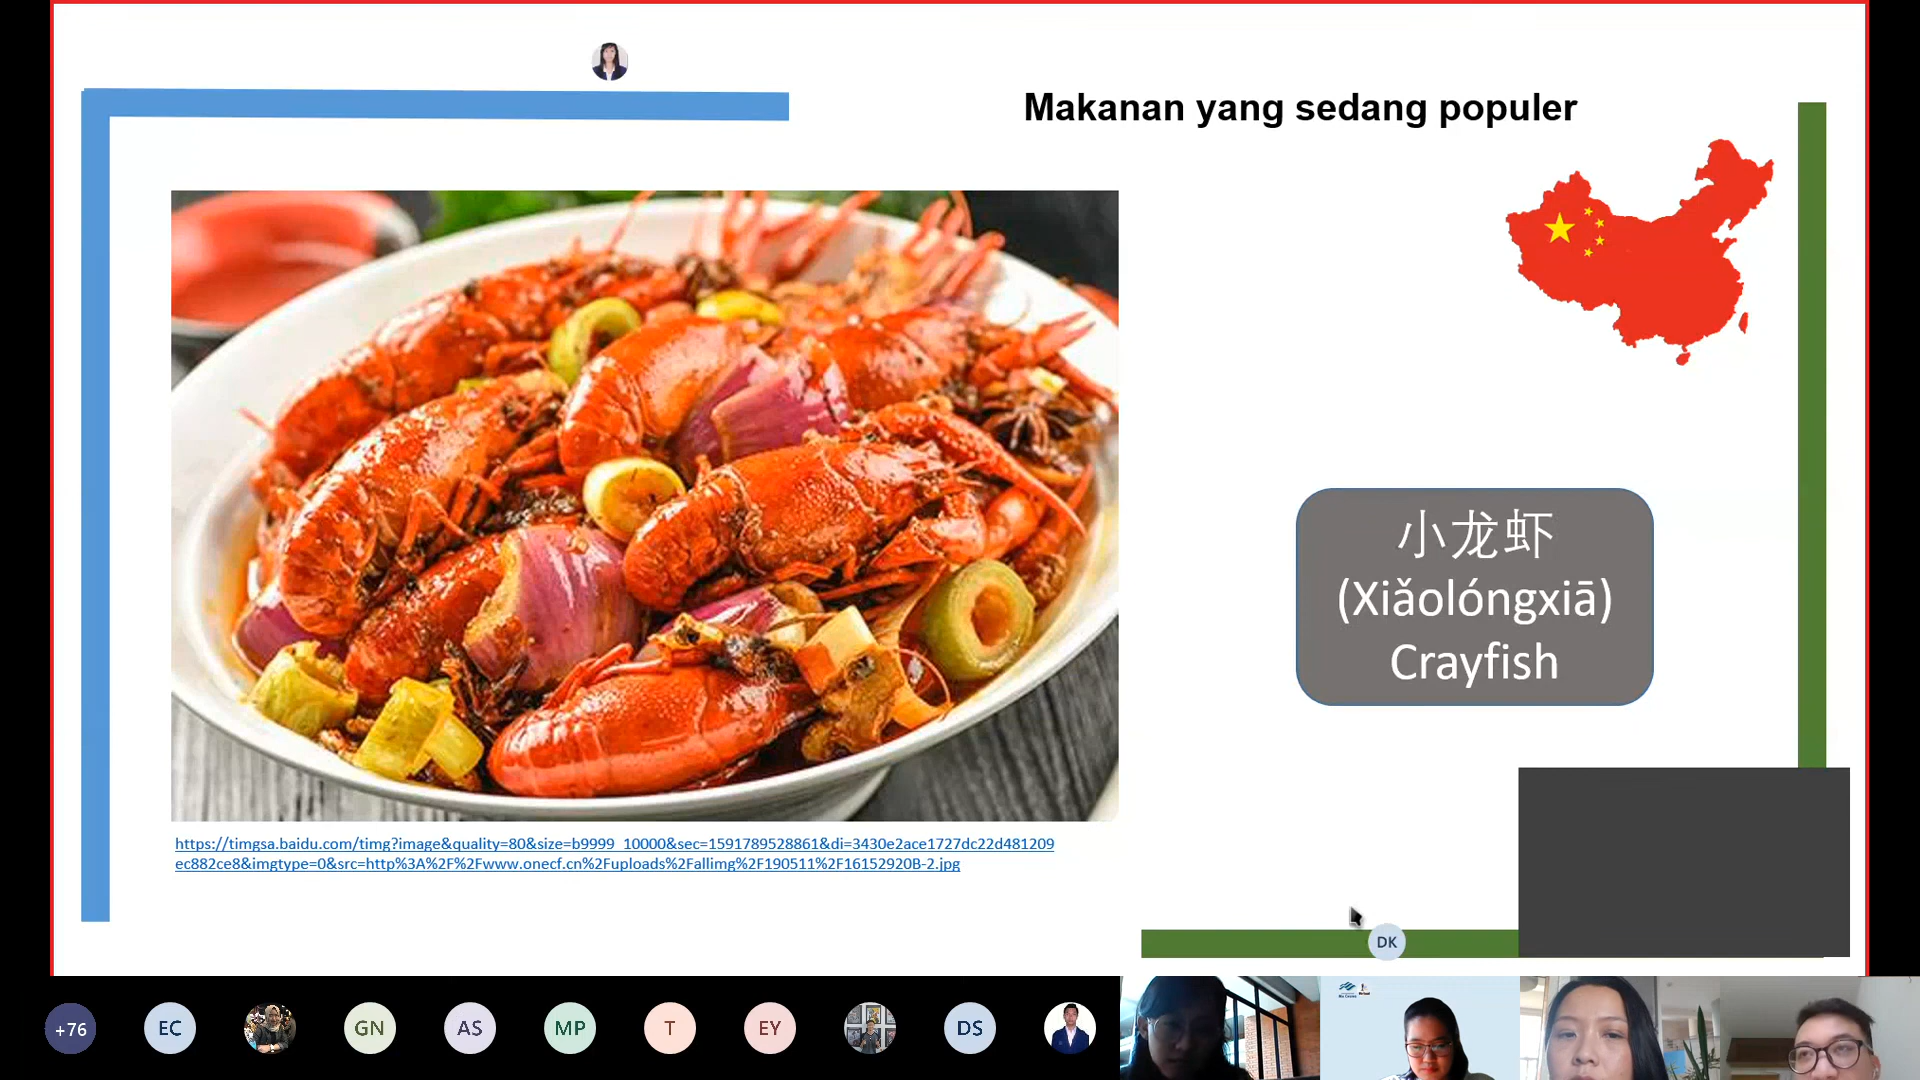 Makanan yang sedang populer
小龙虾
(Xiǎolóngxiā)
Crayfish
https://timgsa.baidu.com/timg?image&quality=80&size=b9999_10000&sec=1591789528861&di=3430e2ace1727dc22d481209
ec882ce8&imgtype=0&src=http%3A%2F%2Fwww.onecf.cn%2Fuploads%2Fallimg%2F190511%2F16152920B-2.jpg
DK
+76
EC
GN
AS
MP
T
EY
DS